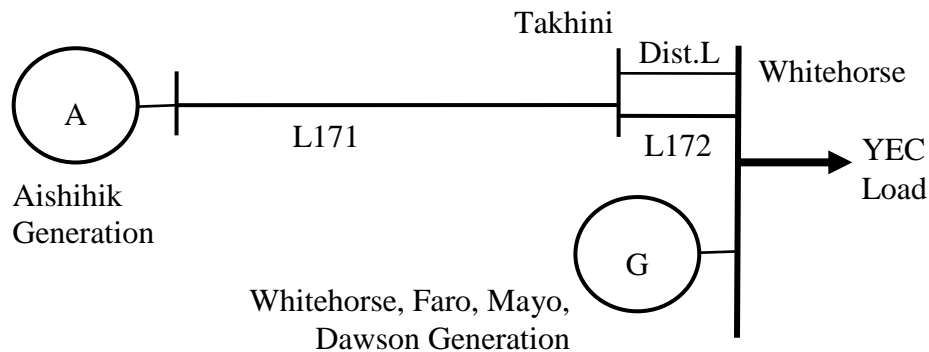 Takhini
Dist.L
Whitehorse
A
L171
L172
YEC
Load
Aishihik
Generation
G
Whitehorse, Faro, Mayo,
Dawson Generation